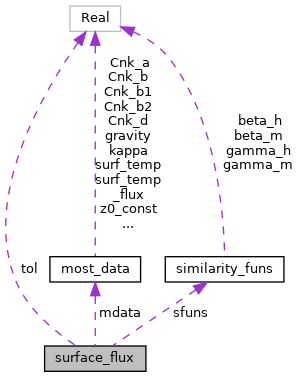 Real
Cnk_a
Cnk_b
Cnk_b1
Cnk_b2
Cnk_d
gravity
kappa
surf_temp
surf_temp
_flux
z0_const
...
beta_h
beta_m
gamma_h
gamma_m
tol
most_data
similarity_funs
mdata
sfuns
surface_flux